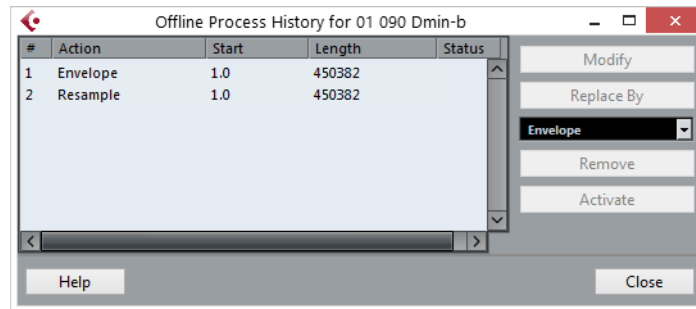 Offline Process History for 01 090 Dmin-b
# Action Start Length Status
1 Envelope 1.0 450382
2 Resample 1.0 450382
Modify
Replace By
Envelope
Remove
Activate
Help Close